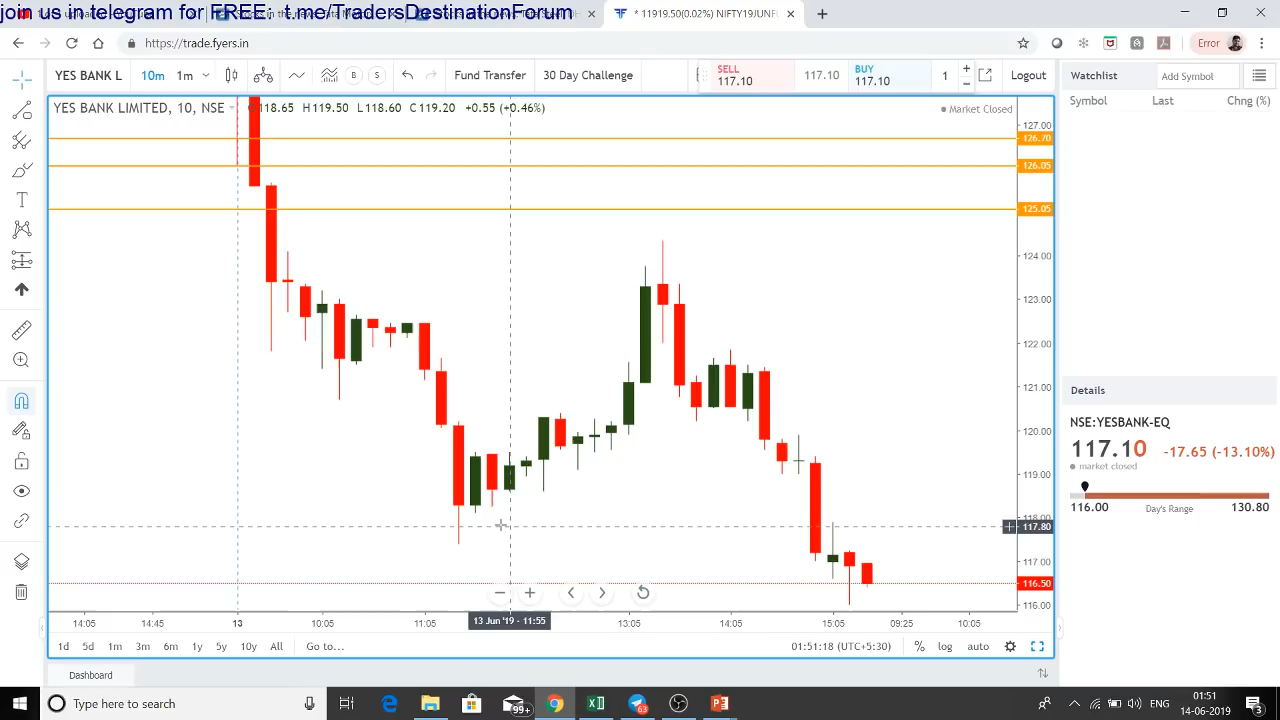 join us in telegram for FREE: t.me/TradersDestinationFeam
* 11919.50(0.02%) NIFTY19JUNFU
https://trade.fyers.in
Error
YES BANK L
10m
1m
B
S
Fund Transfer
30 Day Challenge
SELL
117.10
117.10
BUY
117.10
1
Logout
Watchlist
Add Symbol
YES BANK LIMITED, 10, NSE
118.65 H119.50 L118.60 C119.20 +0.55 (+0.46%)
Market Closed
Symbol
Last
Chng (%)
127.00
126.70
126.05
125.05
124.00
123.00
122.00
121.00
120.00
119.00
118.00
117.80
117.00
116.50
116.00
Details
NSE:YESBANK-EQ
117.10
-17.65 (-13.10%)
market closed
116.00
Day's Range
130.80
14:05
14:45
13
10:05
11:05
13 Jun '19 - 11:55
13:05
14:05
15:05
09:25
10:05
1d
5d
1m
3m
6m
1y
5y
10y
All
Go to...
01:51:18 (UTC+5:30)
%
log
auto
Dashboard
Type here to search
99+
63
01:51
14-06-2019
3